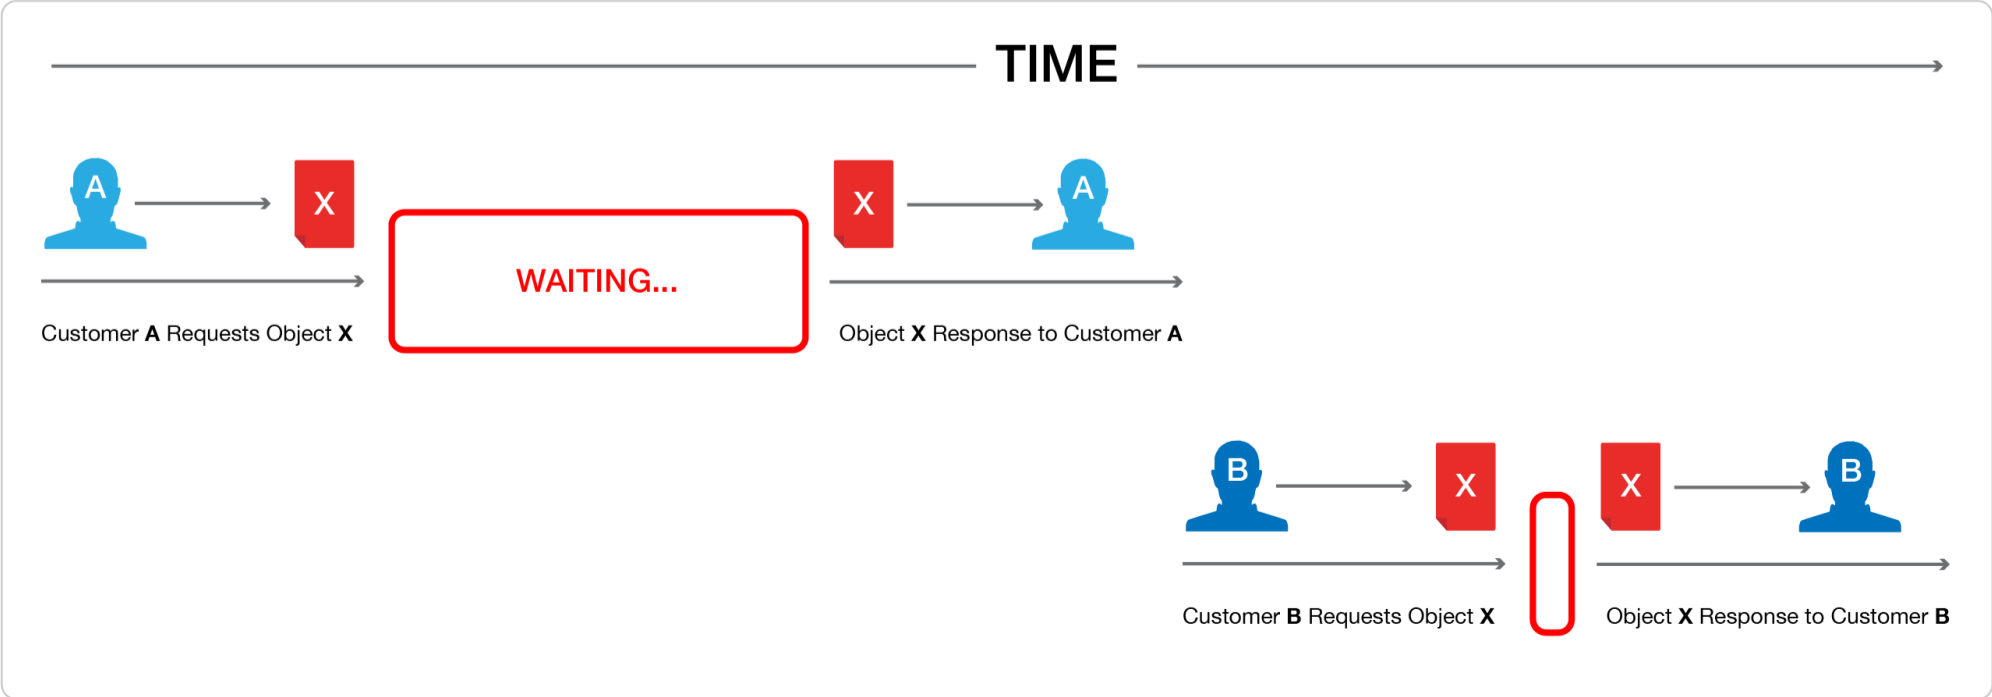 TIME
A
X
X
A
WAITING...
Customer A Requests Object X
Object X Response to Customer A
B
X
X
B
Customer B Requests Object X
Object X Response to Customer B